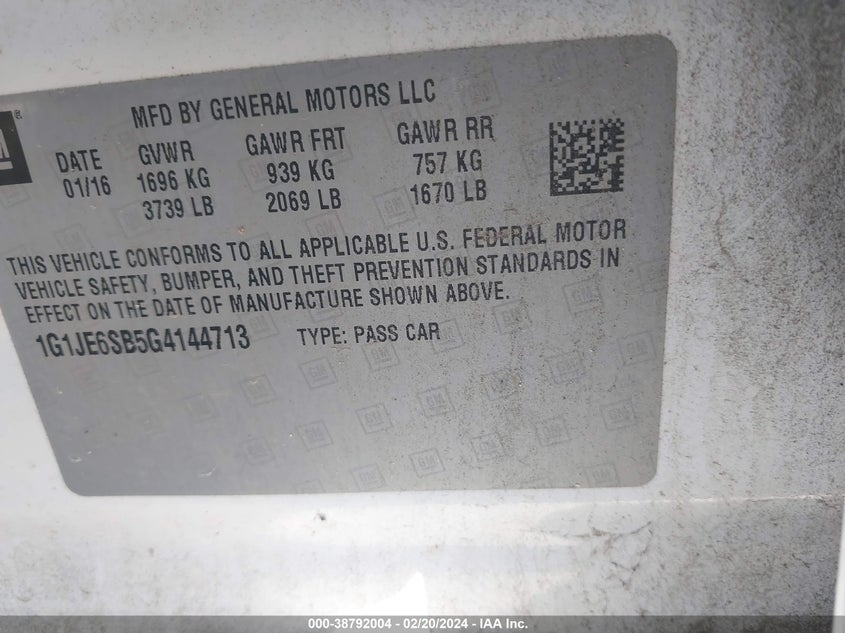 MFD BY GENERAL MOTORS LLC
DATE GVWR GAWR FRT GAWR RR
01/16 1696 KG 939 KG 757 KG
3739 LB 2069 LB 1670 LB
THIS VEHICLE CONFORMS TO ALL APPLICABLE U.S. FEDERAL MOTOR
VEHICLE SAFETY, BUMPER, AND THEFT PREVENTION STANDARDS IN
EFFECT ON THE DATE OF MANUFACTURE SHOWN ABOVE.
1G1JE6SB5G4144713 TYPE: PASS CAR
000-38792004 - 02/20/2024 - IAA Inc.